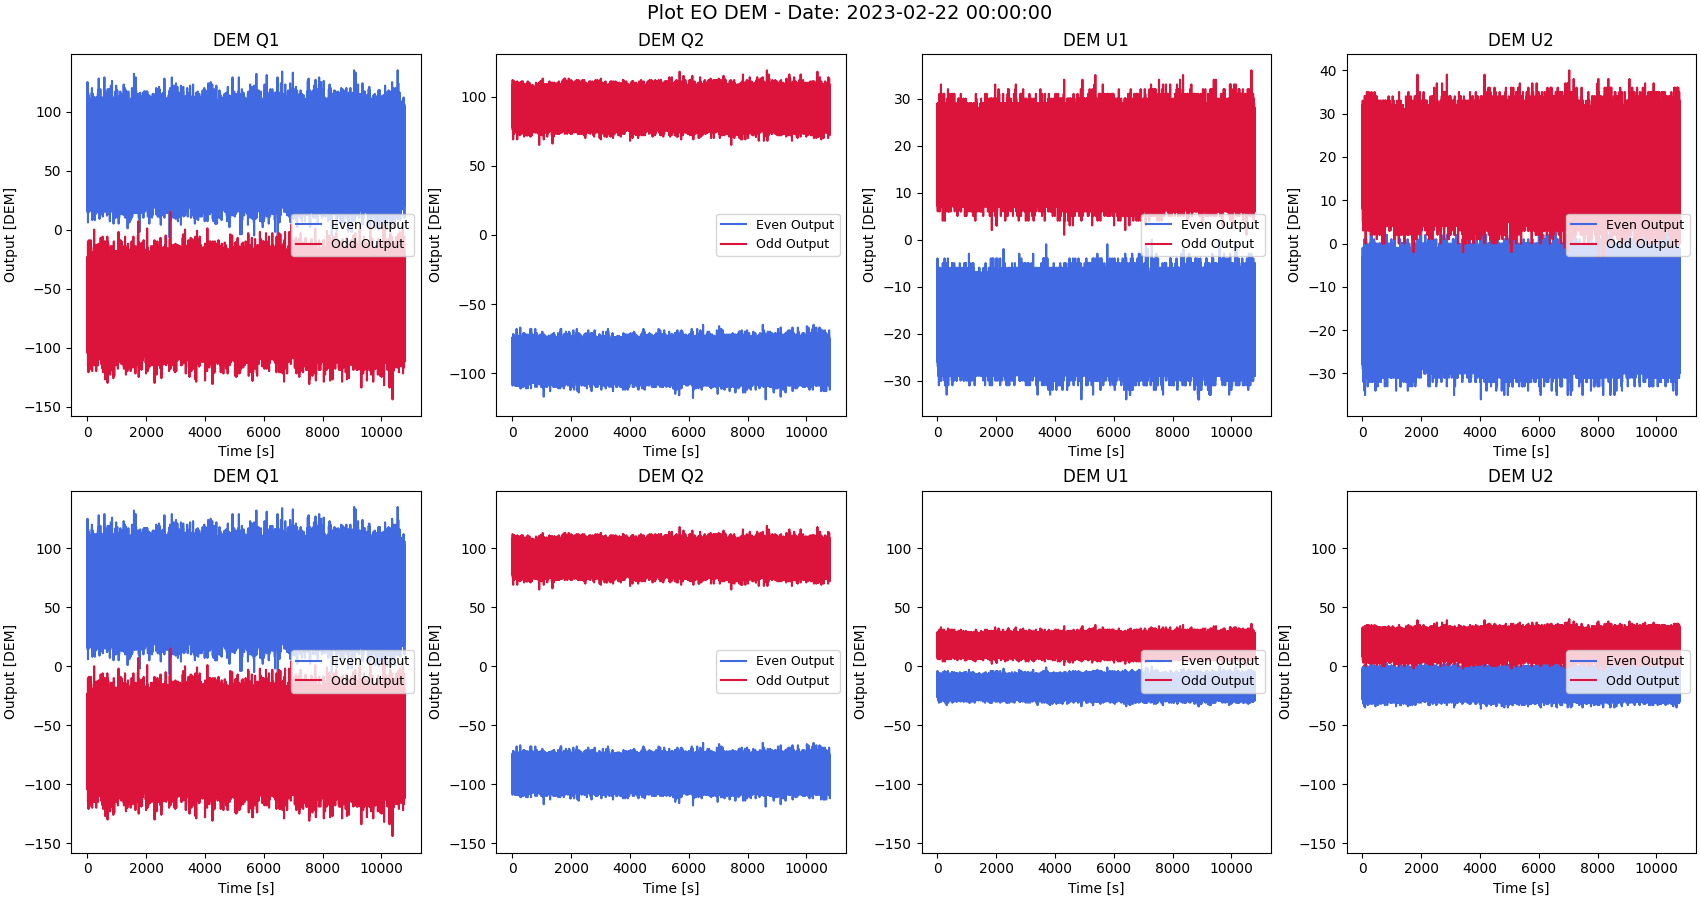 Plot EO DEM - Date: 2023-02-22 00:00:00
DEM Q1
Output [DEM]
100
50
0
−50
−100
−150
0 2000 4000 6000 8000 10000
Time [s]
Even Output
Odd Output
DEM Q2
Output [DEM]
100
50
0
−50
−100
0 2000 4000 6000 8000 10000
Time [s]
Even Output
Odd Output
DEM U1
Output [DEM]
30
20
10
0
−10
−20
−30
0 2000 4000 6000 8000 10000
Time [s]
Even Output
Odd Output
DEM U2
Output [DEM]
40
30
20
10
0
−10
−20
−30
0 2000 4000 6000 8000 10000
Time [s]
Even Output
Odd Output
DEM Q1
Output [DEM]
100
50
0
−50
−100
−150
0 2000 4000 6000 8000 10000
Time [s]
Even Output
Odd Output
DEM Q2
Output [DEM]
100
50
0
−50
−100
−150
0 2000 4000 6000 8000 10000
Time [s]
Even Output
Odd Output
DEM U1
Output [DEM]
100
50
0
−50
−100
−150
0 2000 4000 6000 8000 10000
Time [s]
Even Output
Odd Output
DEM U2
Output [DEM]
100
50
0
−50
−100
−150
0 2000 4000 6000 8000 10000
Time [s]
Even Output
Odd Output